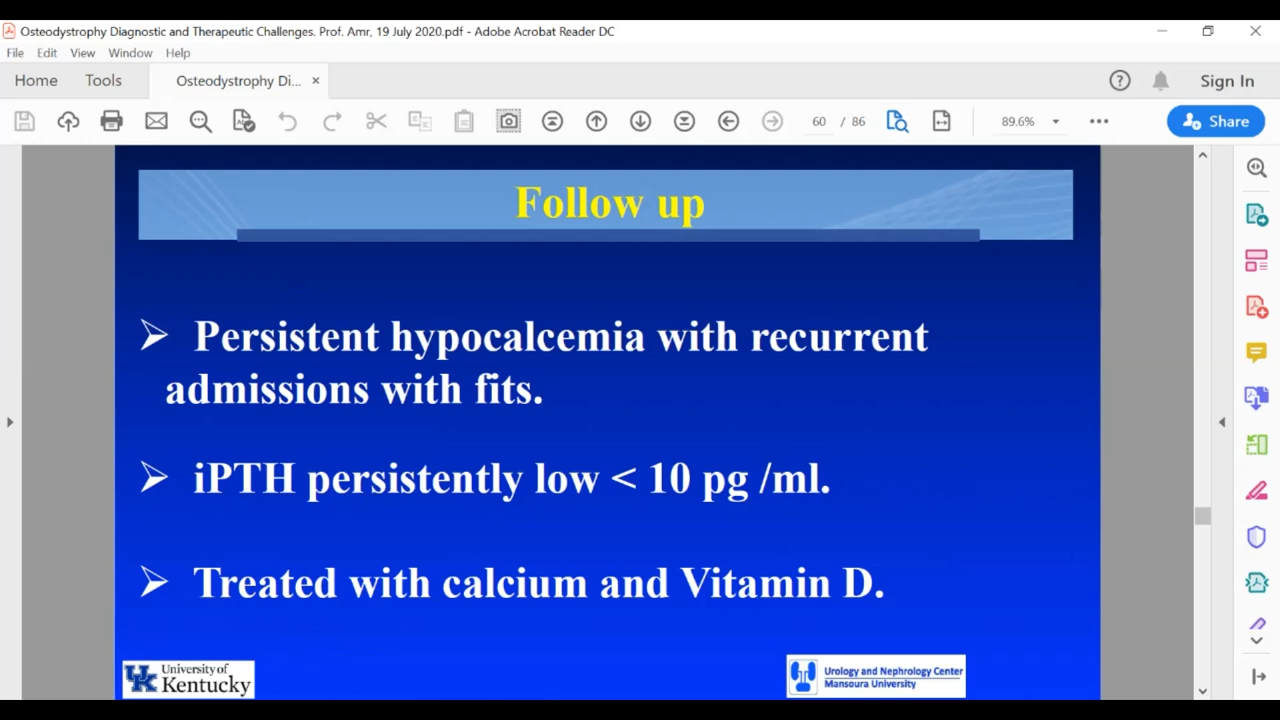 Osteodystrophy Diagnostic and Therapeutic Challenges. Prof. Amr, 19 July 2020.pdf - Adobe Acrobat Reader DC
File Edit View Window Help
Home Tools Osteodystrophy Di... × Sign In
60 / 86 89.6% Share
Follow up
➢ Persistent hypocalcemia with recurrent
admissions with fits.
➢ iPTH persistently low < 10 pg /ml.
➢ Treated with calcium and Vitamin D.
UK University of
Kentucky
Urology and Nephrology Center
Mansoura University